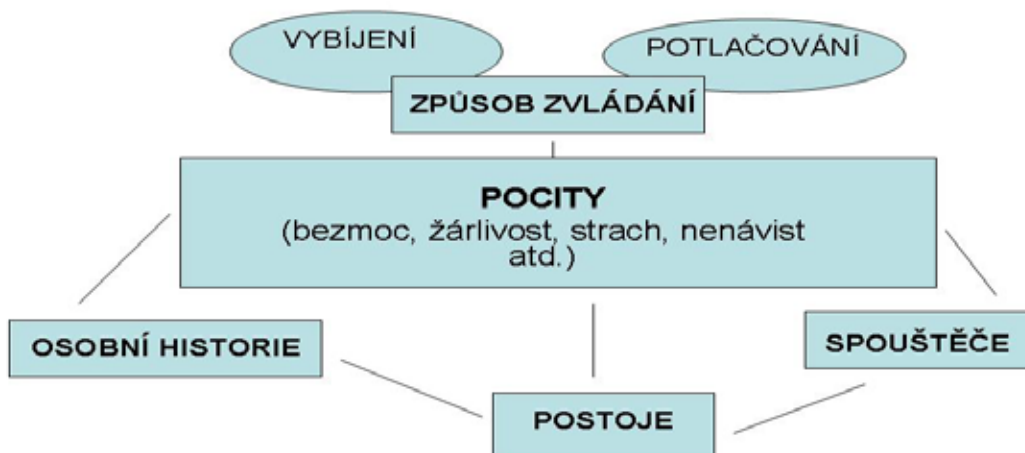 VYBÍJENÍ
POTLAČOVÁNÍ
ZPŮSOB ZVLÁDÁNÍ
POCITY
(bezmoc, žárlivost, strach, nenávist
atd.)
OSOBNÍ HISTORIE
SPOUŠTĚČE
POSTOJE